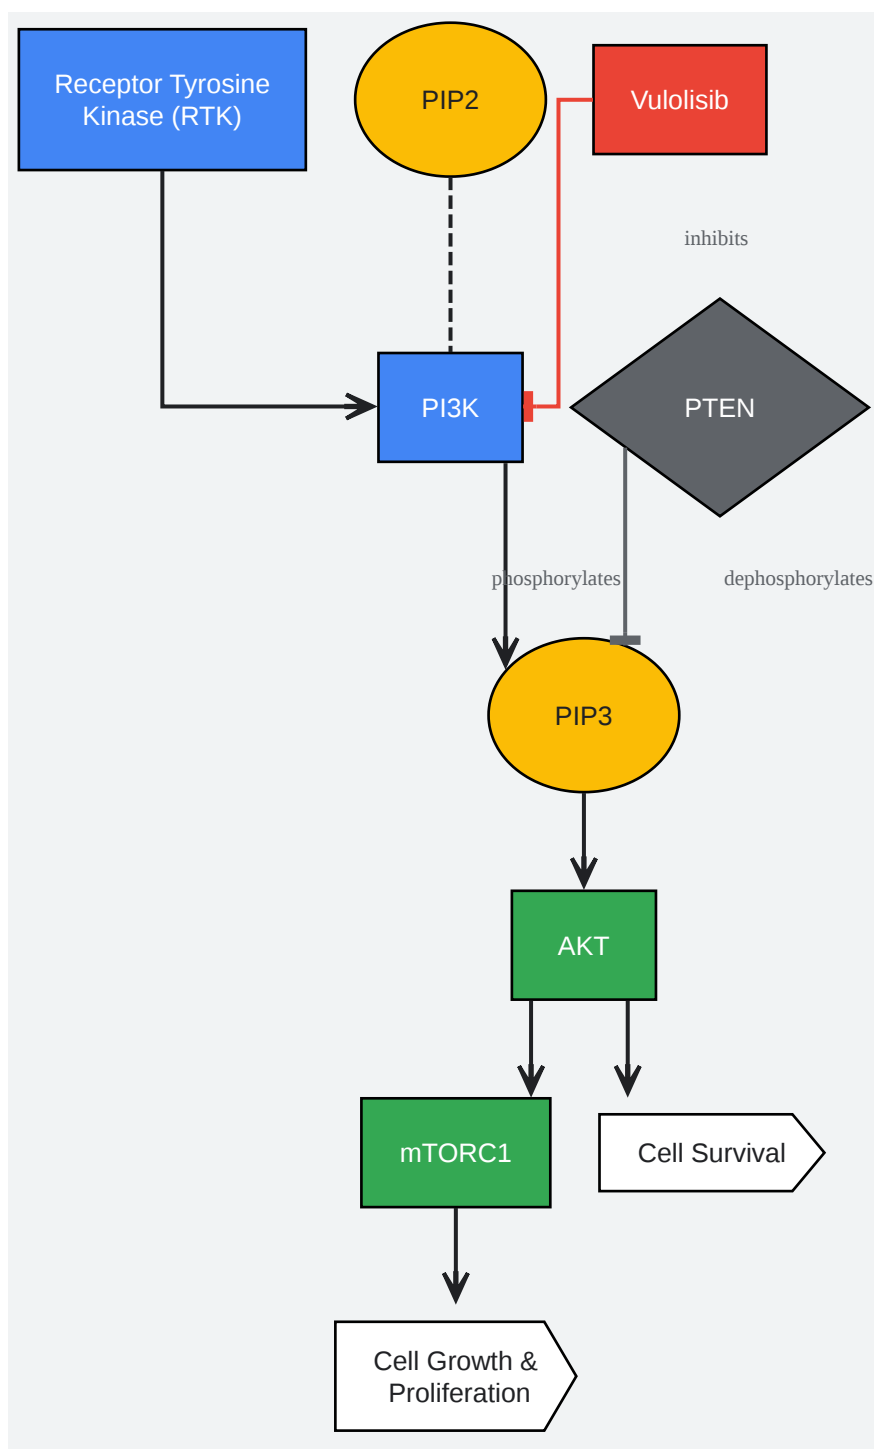 Receptor Tyrosine
Kinase (RTK)
PIP2
Vulolisib
inhibits
PI3K
PTEN
phosphorylates
dephosphorylates
PIP3
AKT
mTORC1
Cell Survival
Cell Growth &
Proliferation